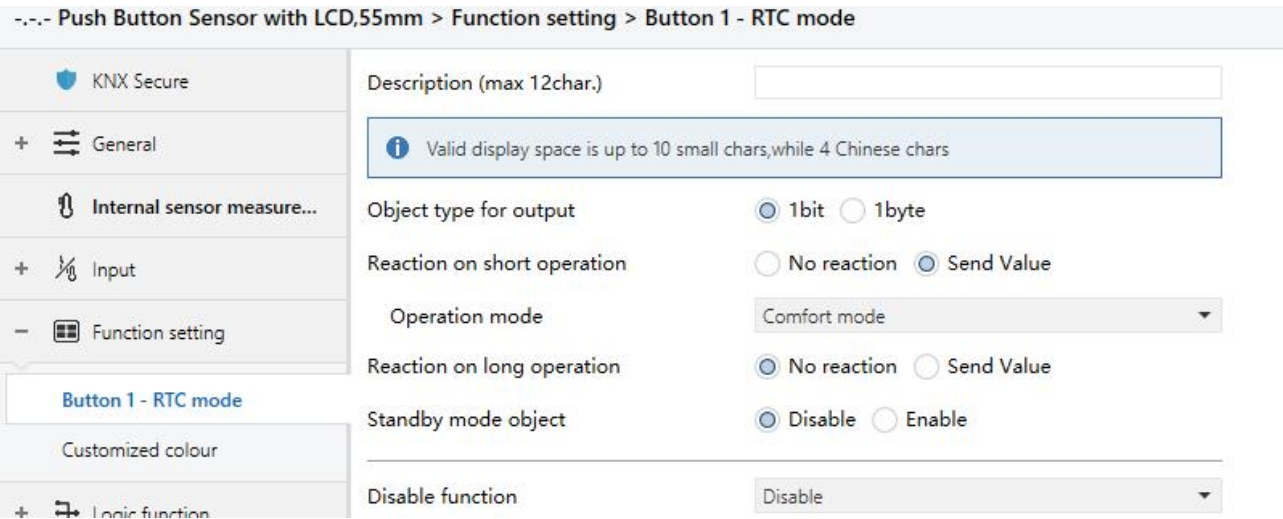 -.-.- Push Button Sensor with LCD,55mm > Function setting > Button 1 - RTC mode
KNX Secure
General
Internal sensor measure...
Input
Function setting
Button 1 - RTC mode
Customized colour
Logic function
Description (max 12char.)
Valid display space is up to 10 small chars,while 4 Chinese chars
Object type for output 1bit 1byte
Reaction on short operation No reaction Send Value
Operation mode Comfort mode
Reaction on long operation No reaction Send Value
Standby mode object Disable Enable
Disable function Disable